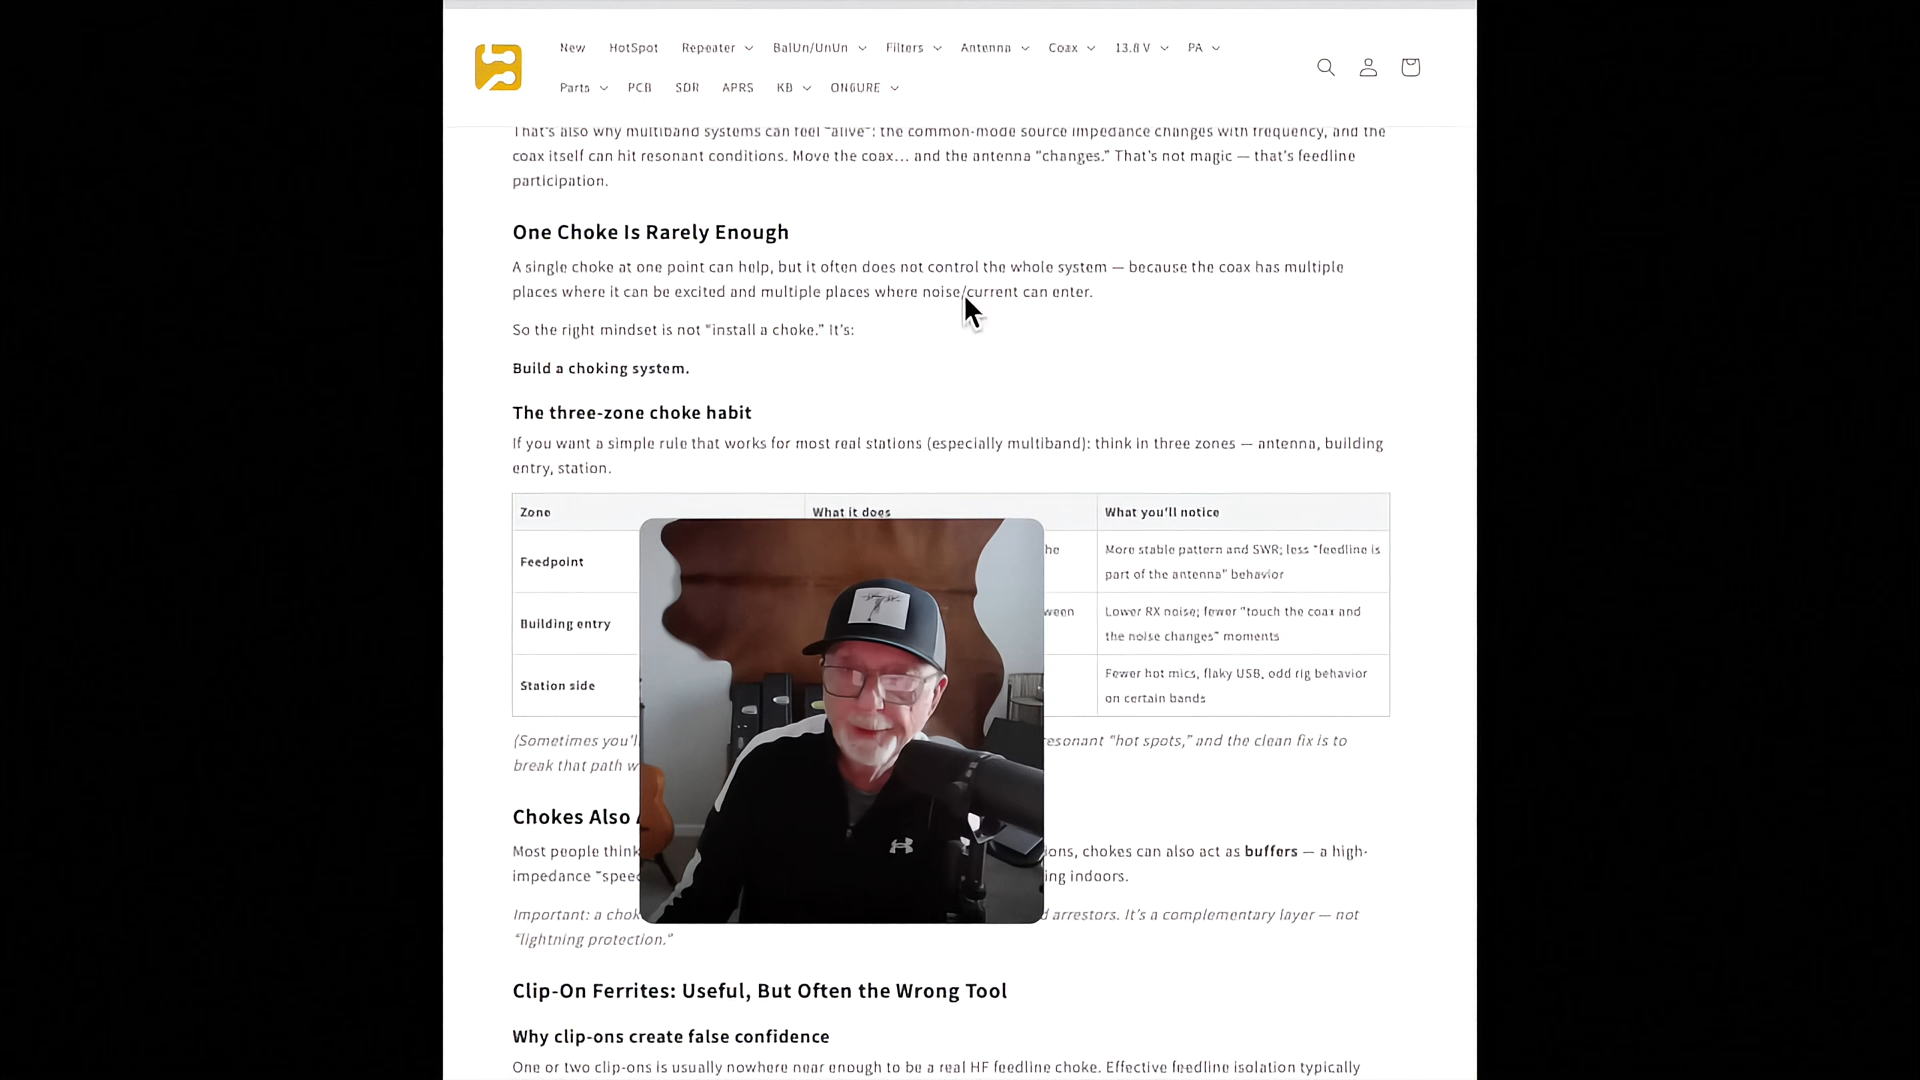 New HotSpot Repeater BalUn/UnUn Filters Antenna Coax 13.8 V PA
Parts PCB SDR APRS KB ON6URE
That's also why multiband systems can feel "alive": the common-mode source impedance changes with frequency, and the
coax itself can hit resonant conditions. Move the coax... and the antenna "changes." That's not magic — that's feedline
participation.
One Choke Is Rarely Enough
A single choke at one point can help, but it often does not control the whole system — because the coax has multiple
places where it can be excited and multiple places where noise/current can enter.
So the right mindset is not "install a choke." It's:
Build a choking system.
The three-zone choke habit
If you want a simple rule that works for most real stations (especially multiband): think in three zones — antenna, building
entry, station.
Zone What it does What you'll notice
Feedpoint he More stable pattern and SWR; less "feedline is
part of the antenna" behavior
Building entry ween Lower RX noise; fewer "touch the coax and
the noise changes" moments
Station side Fewer hot mics, flaky USB, odd rig behavior
on certain bands
(Sometimes you'l esonant "hot spots," and the clean fix is to
break that path w
Chokes Also
Most people think ions, chokes can also act as buffers — a high-
impedance "spee ing indoors.
Important: a chok d arrestors. It's a complementary layer — not
"lightning protection."
Clip-On Ferrites: Useful, But Often the Wrong Tool
Why clip-ons create false confidence
One or two clip-ons is usually nowhere near enough to be a real HF feedline choke. Effective feedline isolation typically